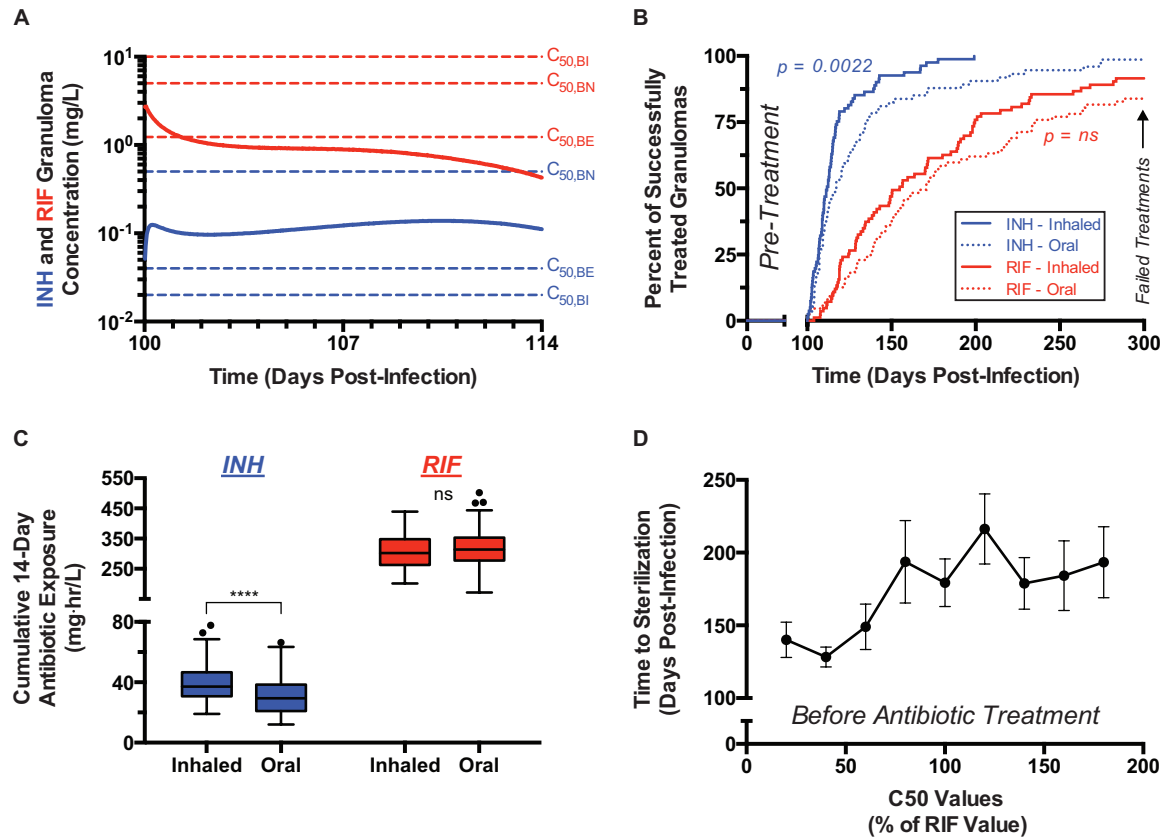 A
INH and RIF Granuloma
Concentration (mg/L)
10^1
10^0
10^-1
10^-2
C50,BI
C50,BN
C50,BE
C50,BN
C50,BE
C50,BI
100
107
114
Time (Days Post-Infection)
B
Percent of Successfully
Treated Granulomas
100
75
50
25
0
p = 0.0022
p = ns
Pre-Treatment
Failed Treatments
INH - Inhaled
INH - Oral
RIF - Inhaled
RIF - Oral
0
100
150
200
250
300
Time (Days Post-Infection)
C
Cumulative 14-Day
Antibiotic Exposure
(mg·hr/L)
INH
RIF
550
450
350
250
80
40
0
****
ns
Inhaled
Oral
Inhaled
Oral
D
Time to Sterilization
(Days Post-Infection)
250
200
150
100
0
Before Antibiotic Treatment
0
50
100
150
200
C50 Values
(% of RIF Value)